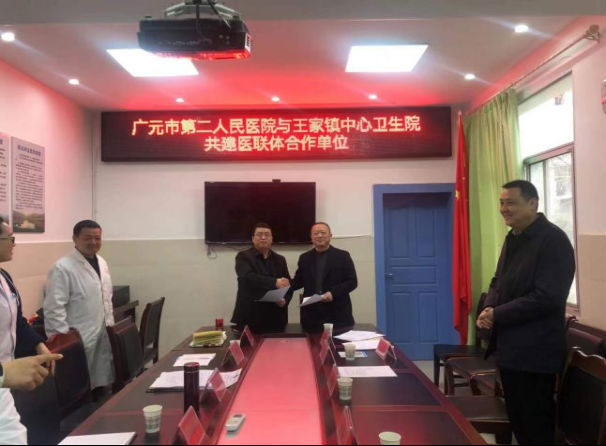 广元市第二人民医院与王家镇中心卫生院
共建医联体合作单位